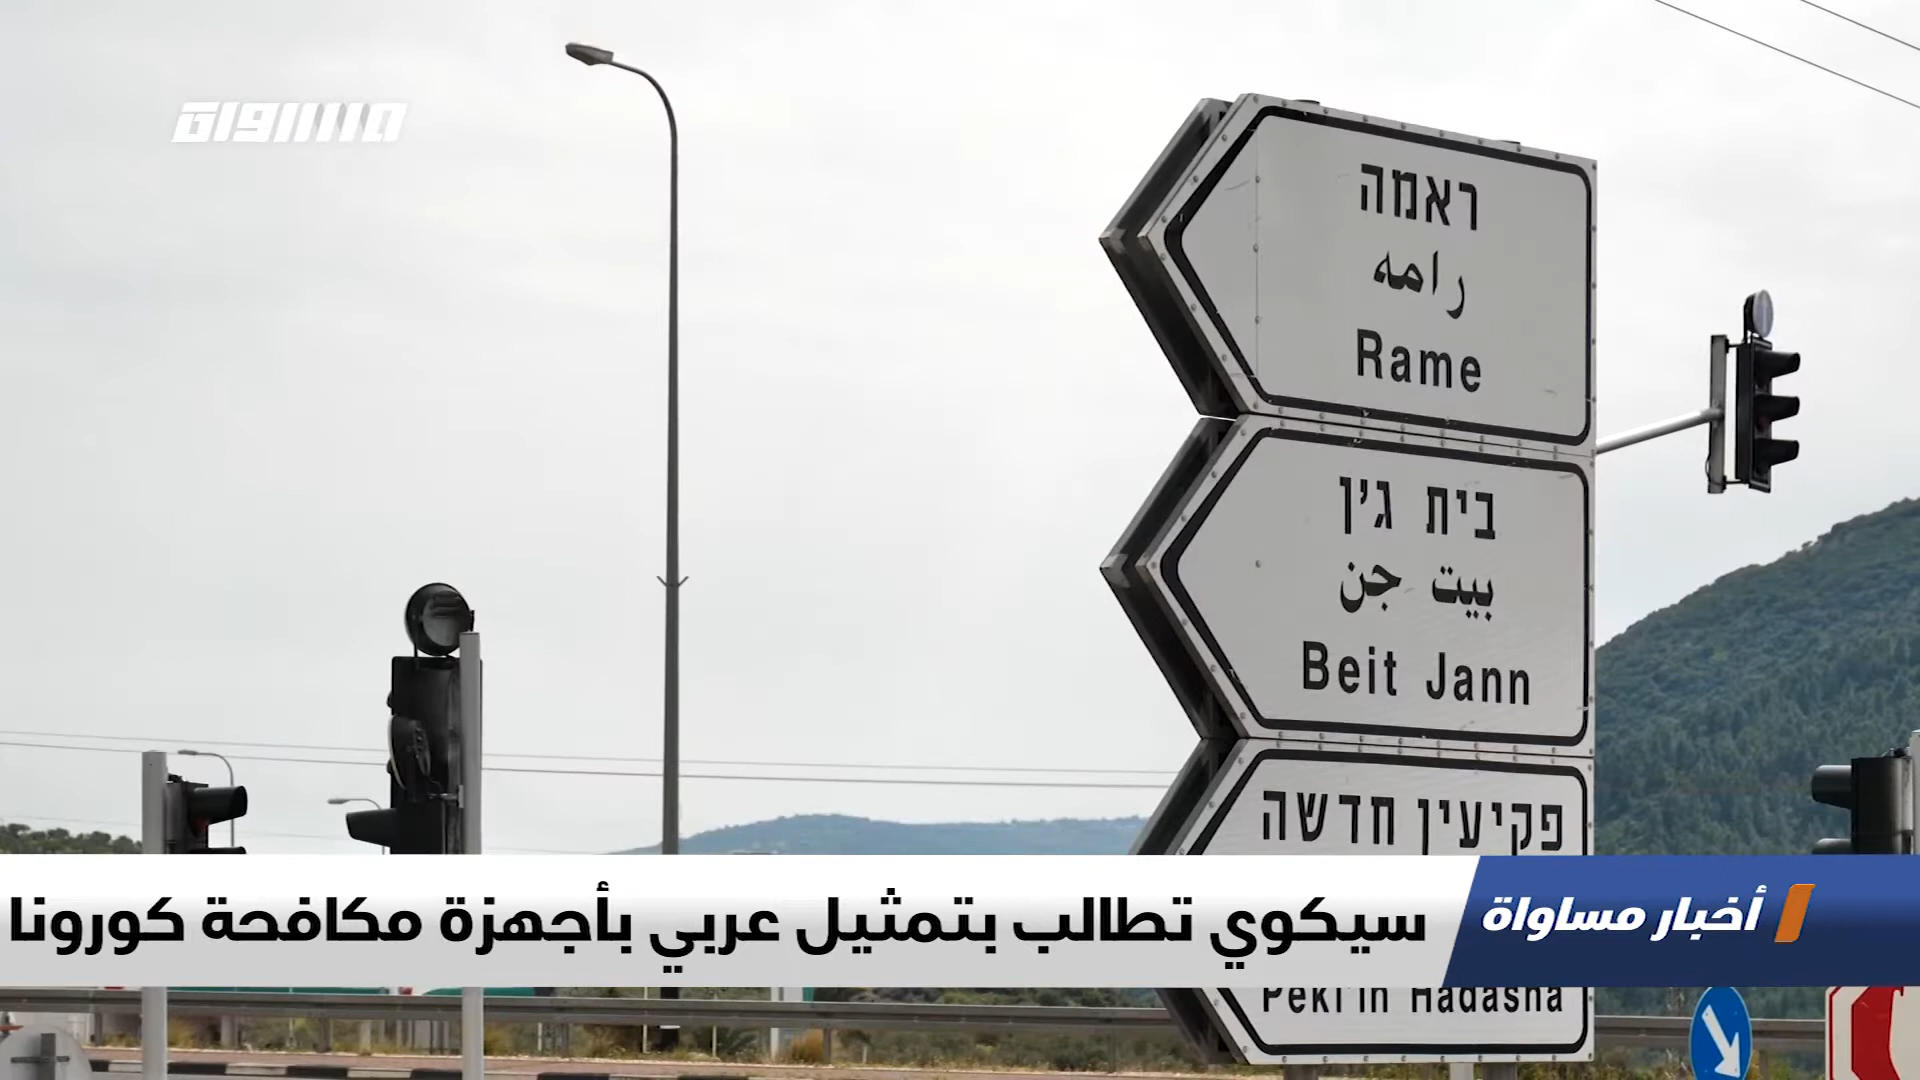 مساواة
ראמה
رامه
Rame
בית ג'ן
بيت جن
Beit Jann
פקיעין חדשה
Peki'in Hadasha
أخبار مساواة
سيكوي تطالب بتمثيل عربي بأجهزة مكافحة كورونا